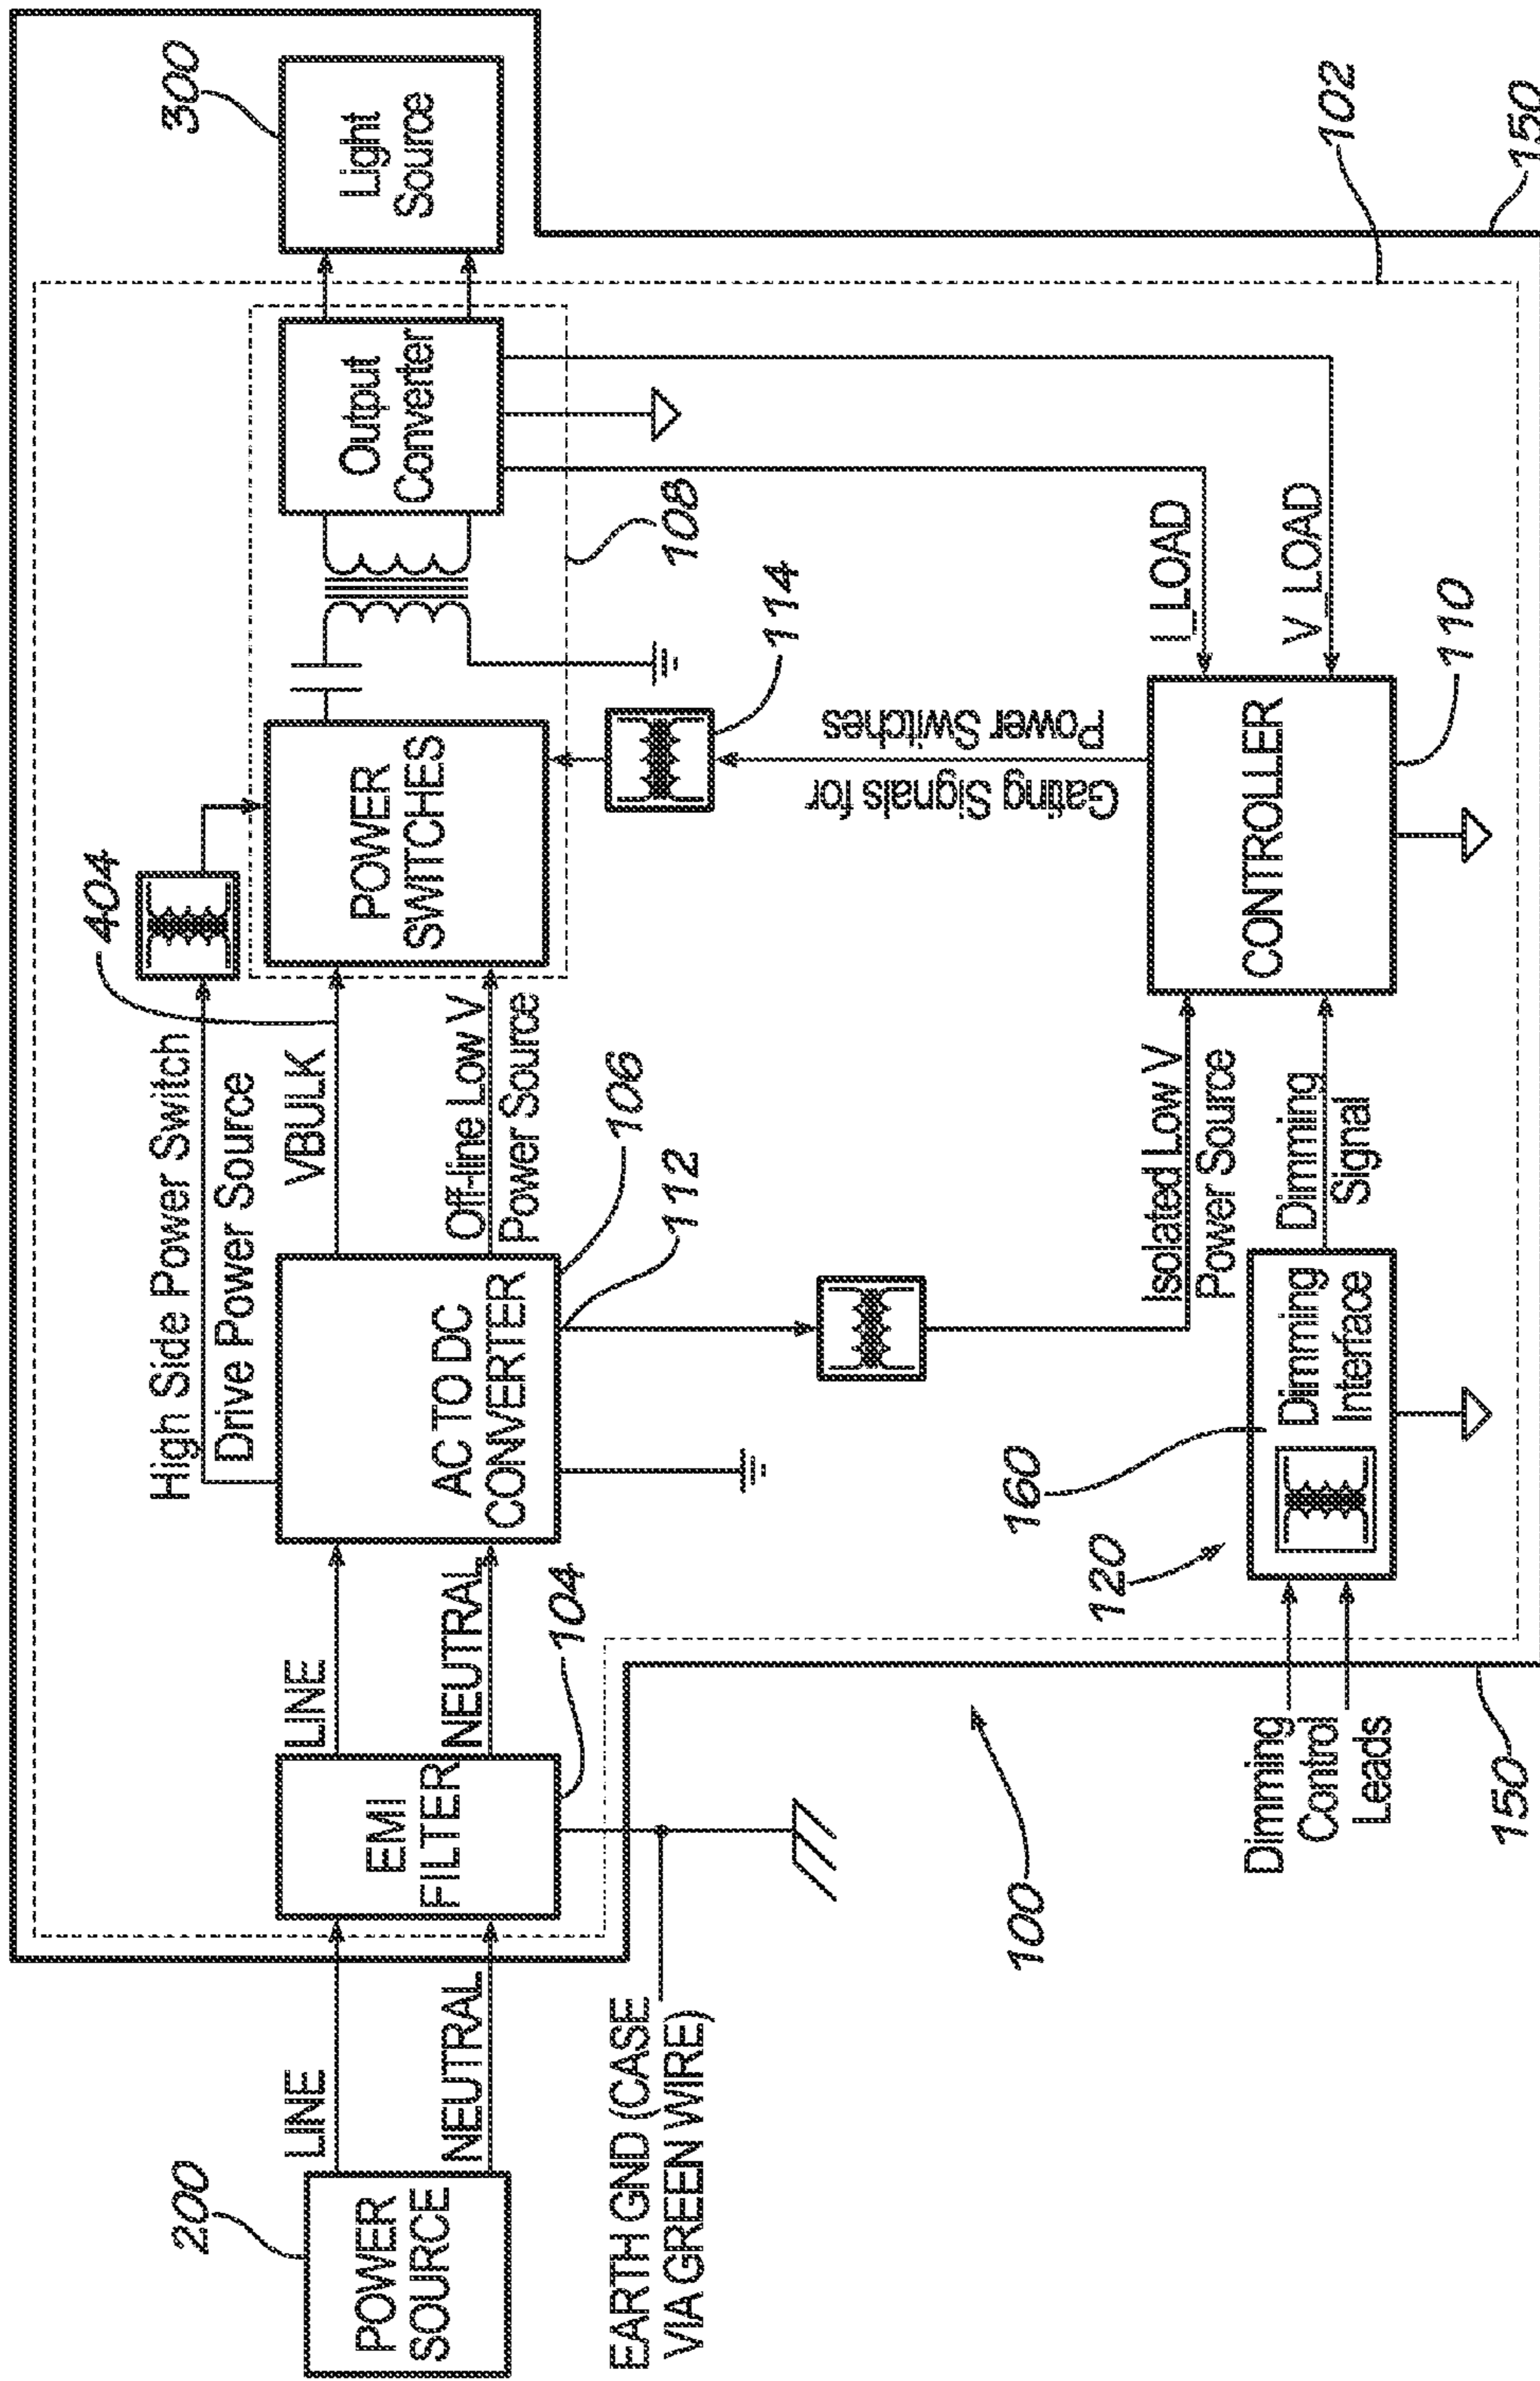 200
POWER
SOURCE
LINE
NEUTRAL
EARTH GND (CASE
VIA GREEN WIRE)
EMI
FILTER
104
LINE
NEUTRAL
High Side Power Switch
Drive Power Source
AC TO DC
CONVERTER
106
112
404
VBULK
Off-line Low V
Power Source
POWER
SWITCHES
114
108
Output
Converter
300
Light
Source
Gating Signals for
Power Switches
I_LOAD
V_LOAD
CONTROLLER
110
Isolated Low V
Power Source
Dimming
Signal
160
120
Dimming
Interface
Dimming
Control
Leads
100
150
102
150